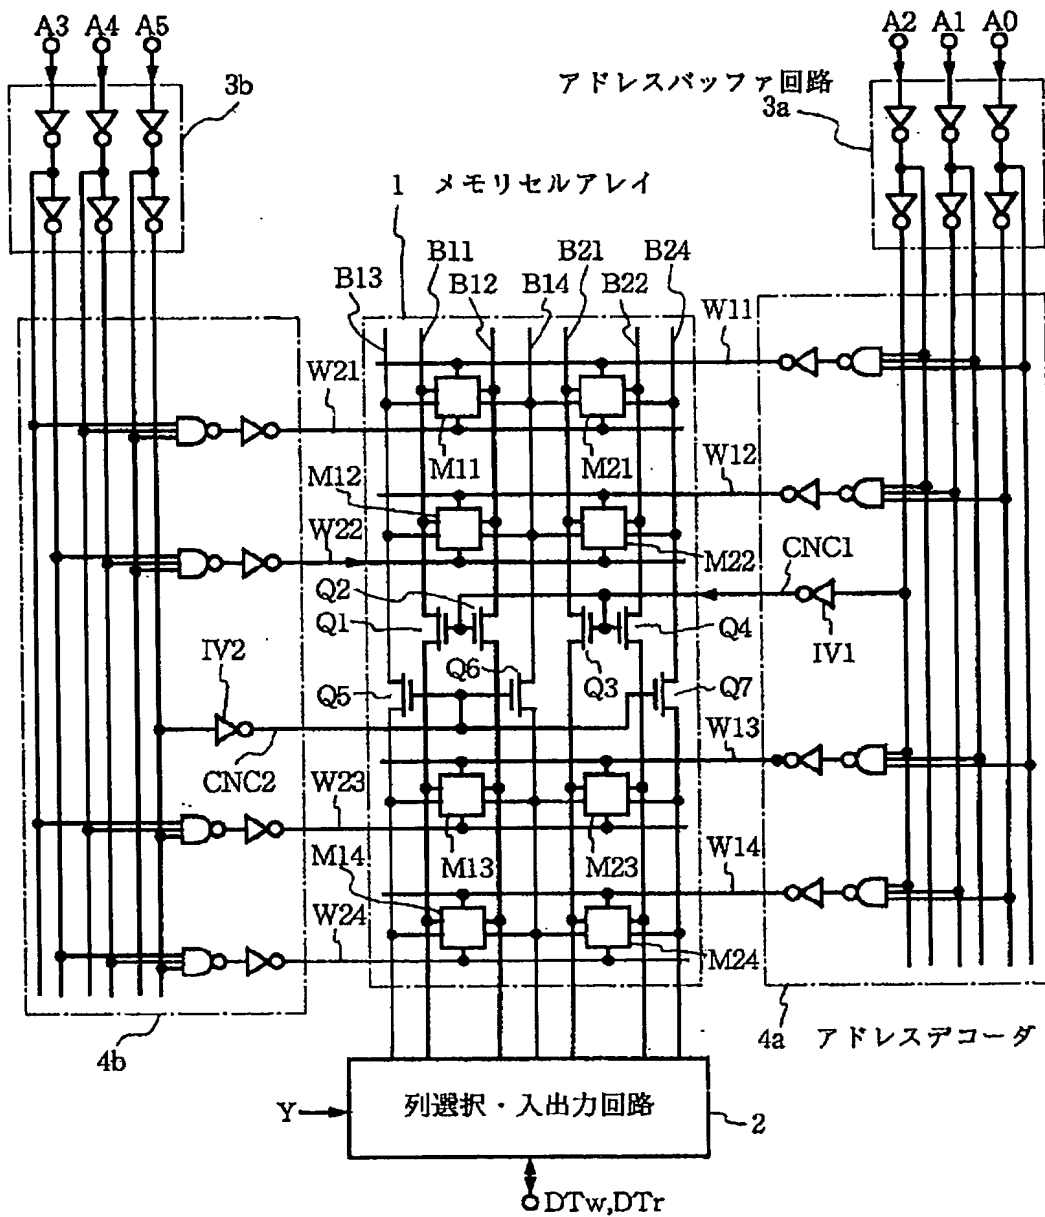 A3 A4 A5
A2 A1 A0
3b
アドレスバッファ回路
3a
1 メモリセルアレイ
B13
B11
B12
B14
B21
B22
B24
W11
W21
M11
M21
W12
M12
W22
M22
CNC1
Q2
Q1
Q4
IV1
IV2
Q6
Q3
Q5
Q7
W13
CNC2
W23
M13
M23
W14
M14
W24
M24
4b
4a アドレスデコーダ
Y
列選択・入出力回路
2
DTw,DTr